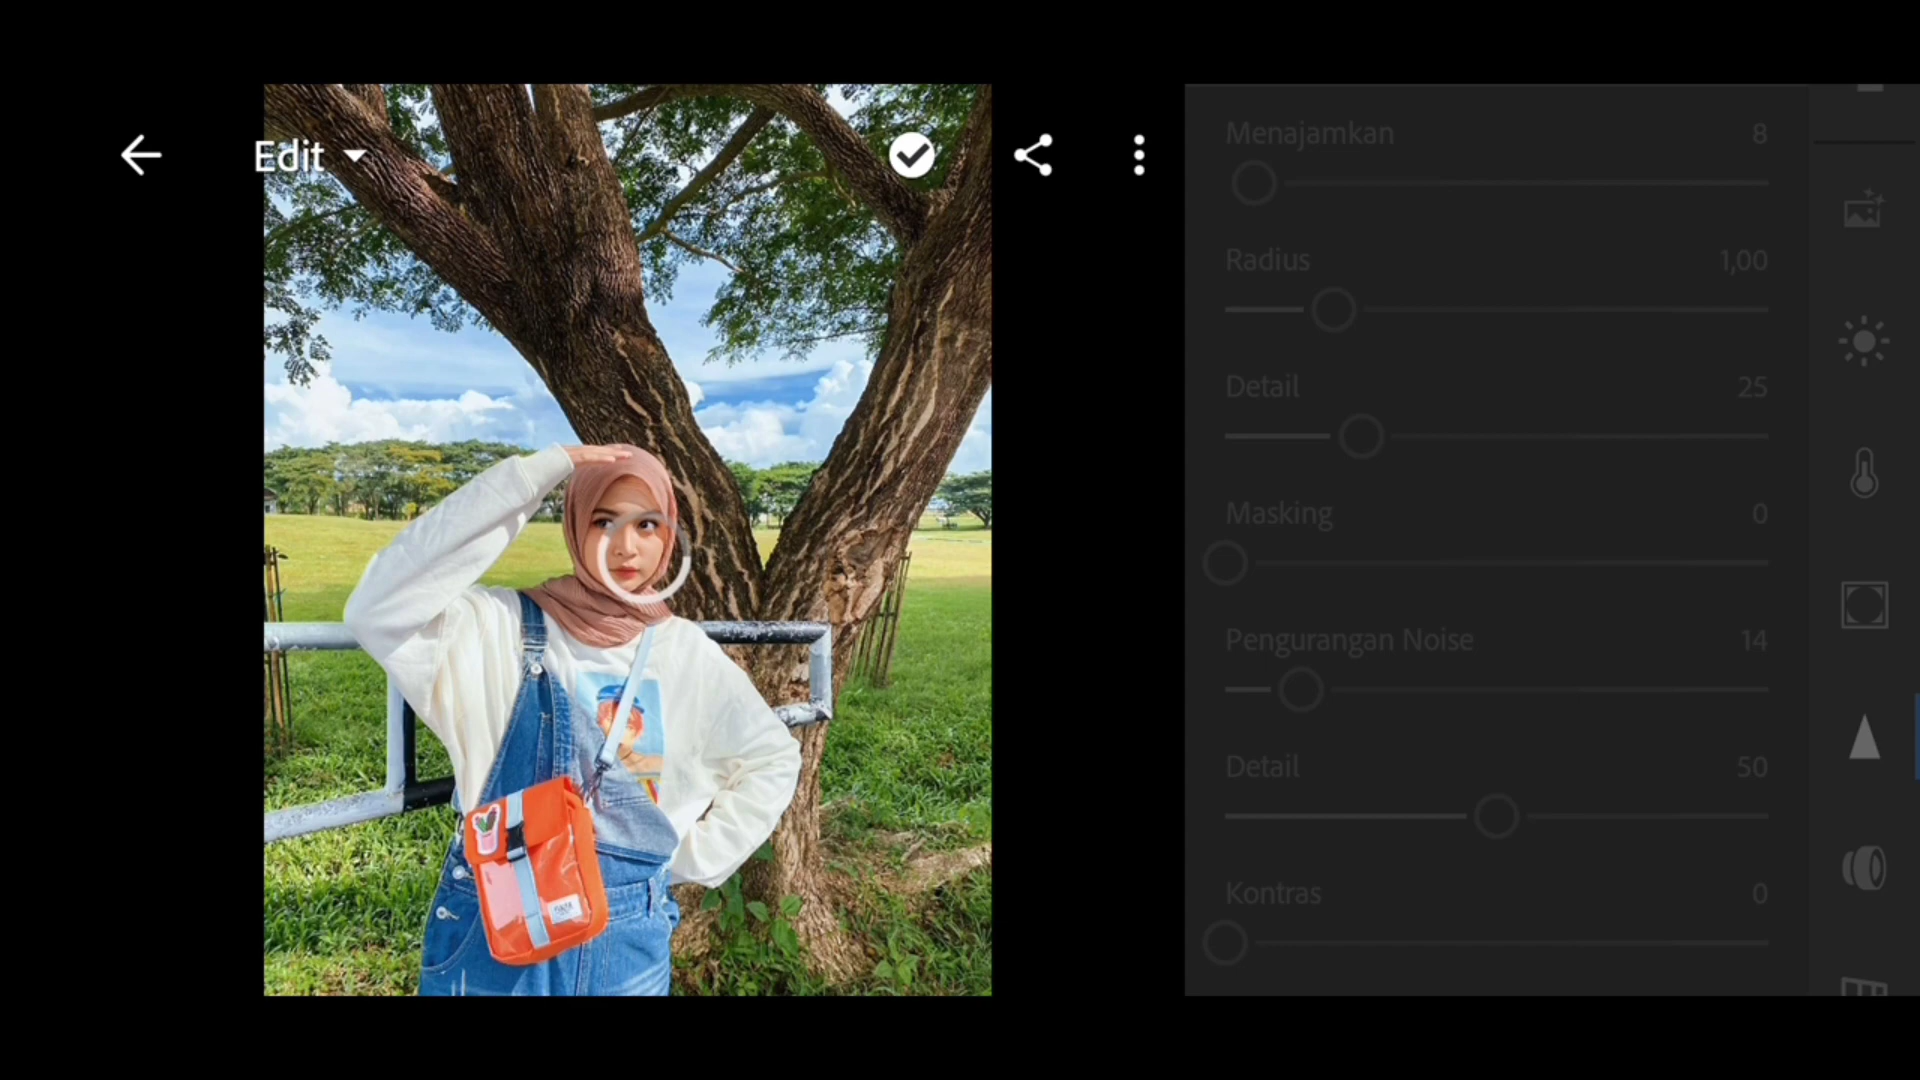 Edit
Menajamkan 8
Radius 1,00
Detail 25
Masking 0
Pengurangan Noise 14
Detail 50
Kontras 0